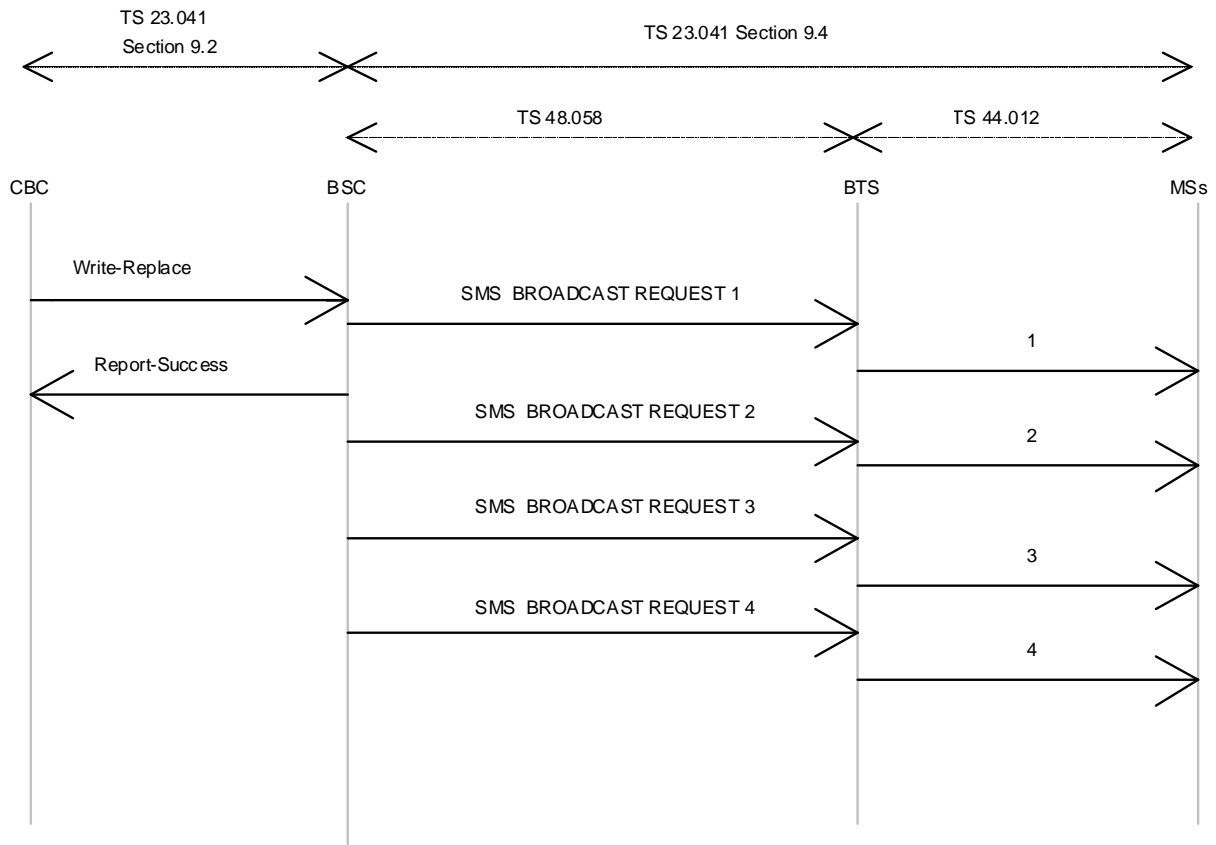 TS 23.041
Section 9.2
TS 23.041 Section 9.4
TS 48.058
TS 44.012
CBC
BSC
BTS
MSs
Write-Replace
SMS BROADCAST REQUEST 1
1
Report-Success
SMS BROADCAST REQUEST 2
2
SMS BROADCAST REQUEST 3
3
SMS BROADCAST REQUEST 4
4